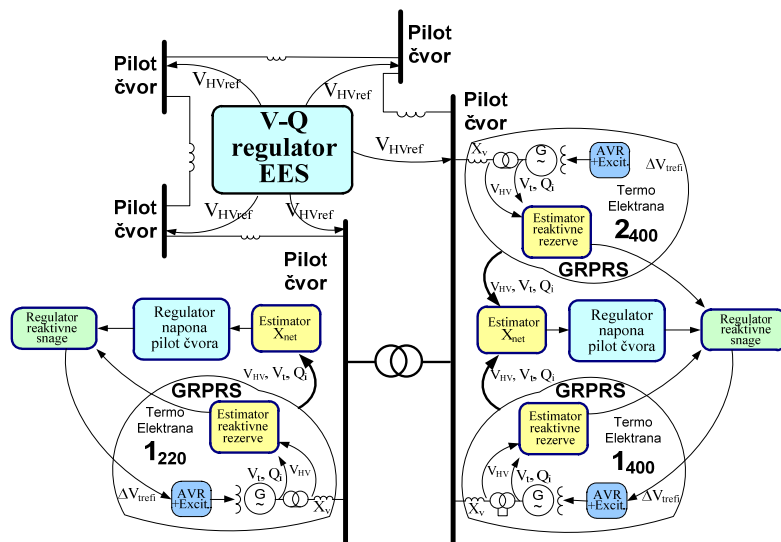 Pilot
čvor
Pilot
čvor
V_HVref
V_HVref
V-Q
regulator
EES
V_HVref
Pilot
čvor
X_v
G
~
AVR
+Excit.
ΔV_trefi
V_HV
V_t, Q_i
Termo
Elektrana
2_400
Estimator
reaktivne
rezerve
GRPRS
Pilot
čvor
V_HVref
V_HVref
Pilot
čvor
V_HV, V_t, Q_i
Regulator
reaktivne
snage
Regulator
napona
pilot čvora
Estimator
X_net
Estimator
X_net
Regulator
napona
pilot čvora
Regulator
reaktivne
snage
V_HV, V_t, Q_i
GRPRS
Termo
Elektrana
1_220
Estimator
reaktivne
rezerve
V_t, Q_i
V_HV
ΔV_trefi
AVR
+Excit.
G
~
X_v
V_HV, V_t, Q_i
GRPRS
Estimator
reaktivne
rezerve
Termo
Elektrana
1_400
V_HV
V_t, Q_i
X_v
G
~
AVR
+Excit.
ΔV_trefi